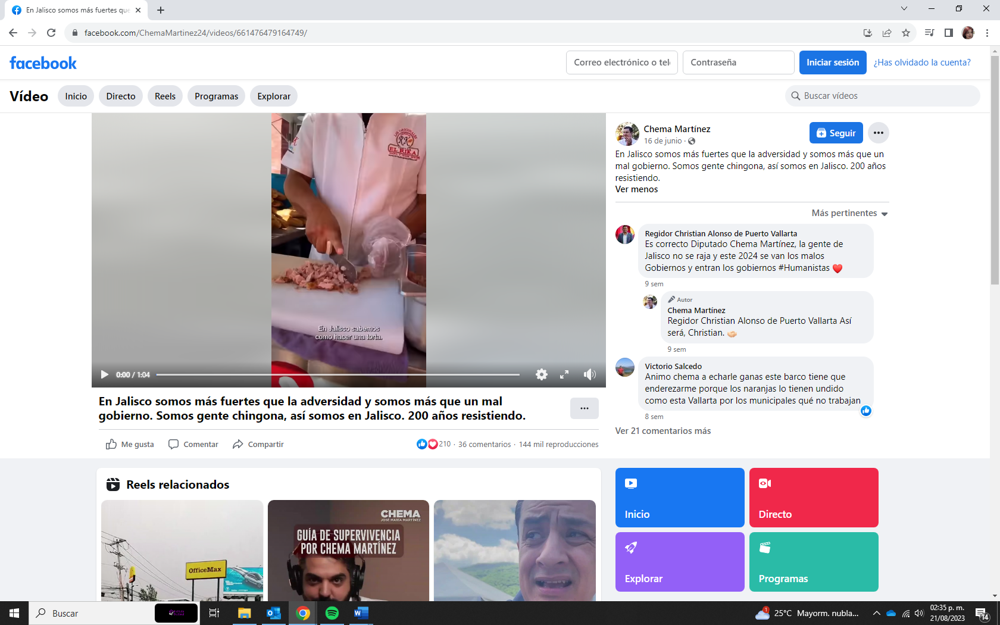 En Jalisco somos más fuertes que
facebook.com/ChemaMartinez24/videos/661476479164749/
facebook
Correo electrónico o tel
Contraseña
Iniciar sesión
¿Has olvidado la cuenta?
Vídeo
Inicio
Directo
Reels
Programas
Explorar
Buscar vídeos
LOS ORIGINALES
RK
EL RIKA
En Jalisco sabemos
como hacer una torta.
0:00 / 1:04
En Jalisco somos más fuertes que la adversidad y somos más que un mal
gobierno. Somos gente chingona, así somos en Jalisco. 200 años resistiendo.
...
Me gusta
Comentar
Compartir
210 · 36 comentarios · 144 mil reproducciones
Chema Martínez
16 de junio ·
Seguir
...
En Jalisco somos más fuertes que la adversidad y somos más que un
mal gobierno. Somos gente chingona, así somos en Jalisco. 200 años
resistiendo.
Ver menos
Más pertinentes
Regidor Christian Alonso de Puerto Vallarta
Es correcto Diputado Chema Martínez, la gente de
Jalisco no se raja y este 2024 se van los malos
Gobiernos y entran los gobiernos #Humanistas ♥️
9 sem
Autor
Chema Martínez
Regidor Christian Alonso de Puerto Vallarta Así
será, Christian. 🤝🏻
9 sem
Victorio Salcedo
Animo chema a echarle ganas este barco tiene que
enderezarme porque los naranjas lo tienen undido
como esta Vallarta por los municipales qué no trabajan
8 sem
Ver 21 comentarios más
Reels relacionados
OfficeMax
CHEMA
JOSÉ MARÍA MARTÍNEZ
GUÍA DE SUPERVIVENCIA
POR CHEMA MARTÍNEZ
Inicio
Directo
Explorar
Programas
Buscar
1
25°C Mayorm. nubla...
02:35 p. m.
21/08/2023
14